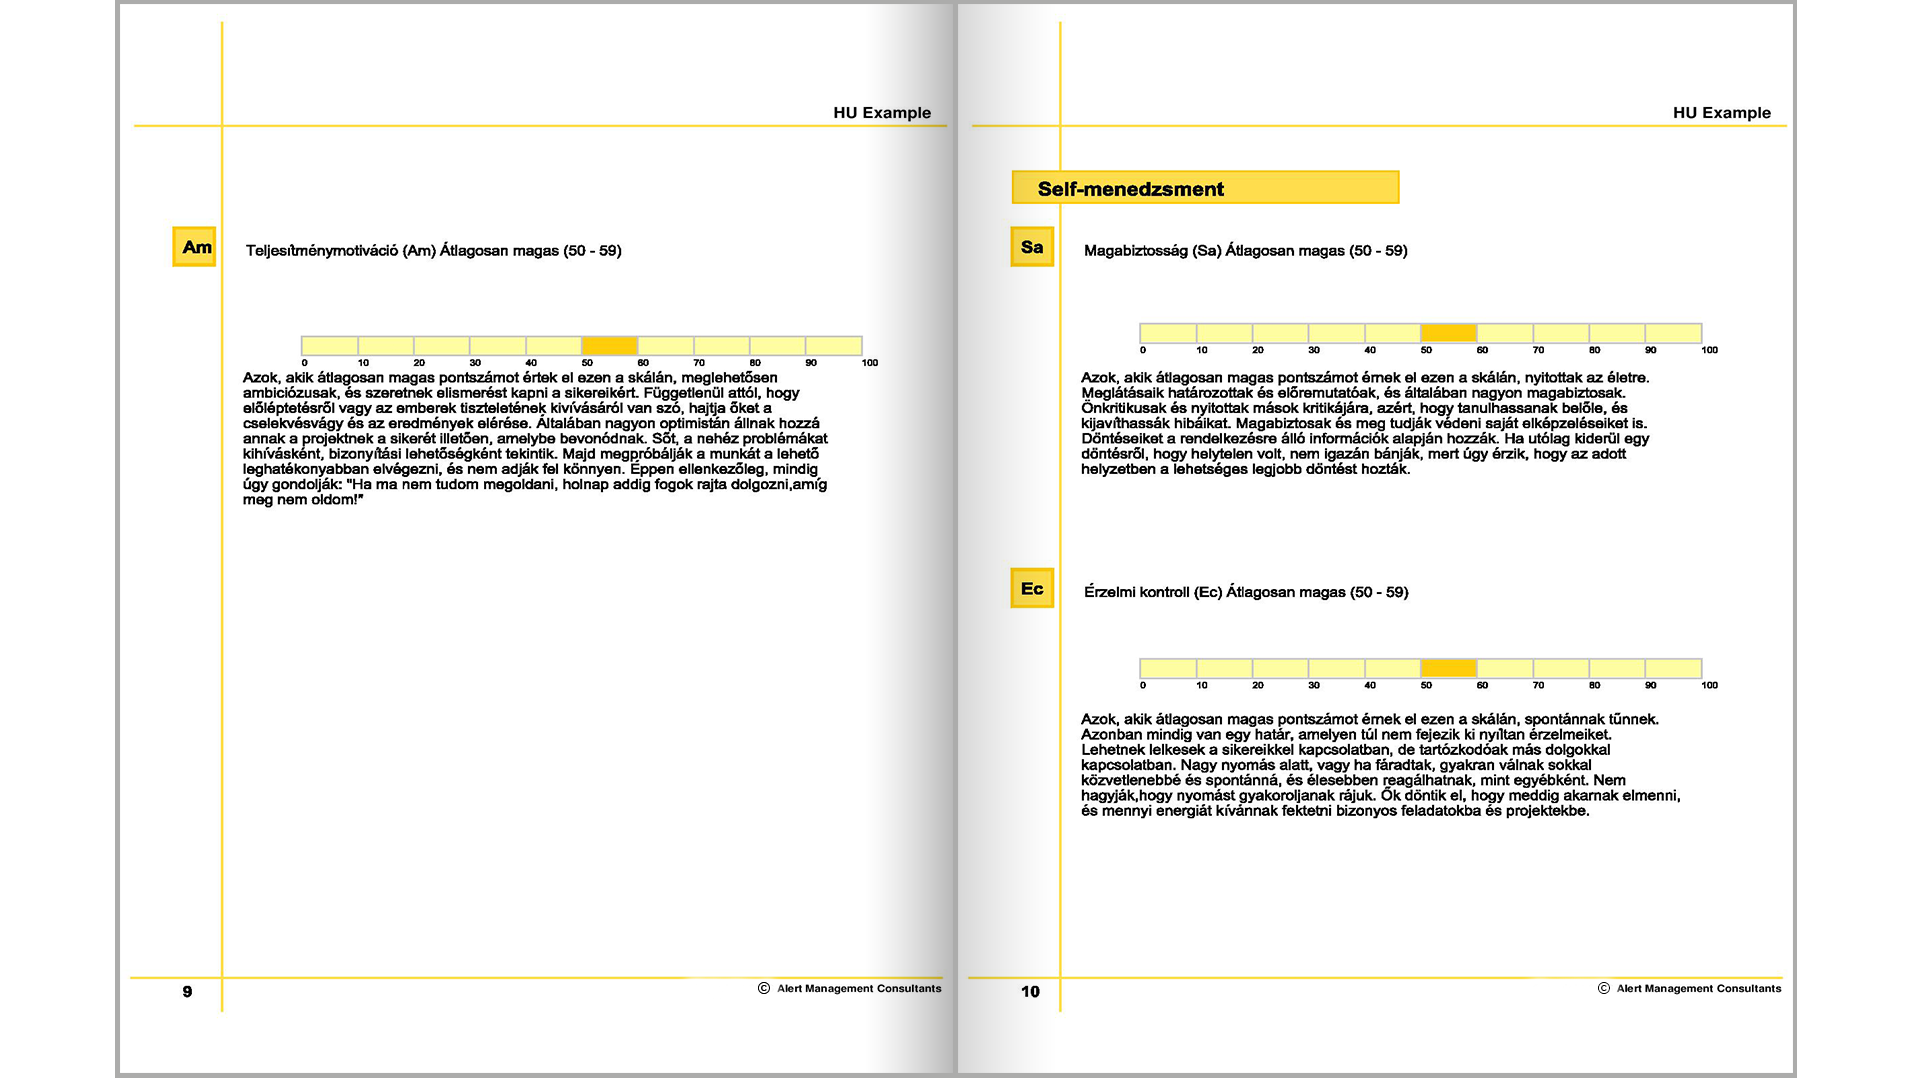 HU Example
Am
Teljesítménymotiváció (Am) Átlagosan magas (50 - 59)
0 10 20 30 40 50 60 70 80 90 100
Azok, akik átlagosan magas pontszámot értek el ezen a skálán, meglehetősen
ambiciózusak, és szeretnek elismerést kapni a sikereikért. Függetlenül attól, hogy
előléptetésről vagy az emberek tiszteletének kivívásáról van szó, hajtja őket a
cselekvésvágy és az eredmények elérése. Általában nagyon optimistán állnak hozzá
annak a projektnek a sikerét illetően, amelybe bevonódnak. Sőt, a nehéz problémákat
kihívásként, bizonyítási lehetőségként tekintik. Majd megpróbálják a munkát a lehető
leghatékonyabban elvégezni, és nem adják fel könnyen. Éppen ellenkezőleg, mindig
úgy gondolják: "Ha ma nem tudom megoldani, holnap addig fogok rajta dolgozni,amíg
meg nem oldom!"
9
© Alert Management Consultants
HU Example
Self-menedzsment
Sa
Magabiztosság (Sa) Átlagosan magas (50 - 59)
0 10 20 30 40 50 60 70 80 90 100
Azok, akik átlagosan magas pontszámot érnek el ezen a skálán, nyitottak az életre.
Meglátásaik határozottak és előremutatóak, és általában nagyon magabiztosak.
Önkritikusak és nyitottak mások kritikájára, azért, hogy tanulhassanak belőle, és
kijavíthassák hibáikat. Magabiztosak és meg tudják védeni saját elképzeléseiket is.
Döntéseiket a rendelkezésre álló információk alapján hozzák. Ha utólag kiderül egy
döntésről, hogy helytelen volt, nem igazán bánják, mert úgy érzik, hogy az adott
helyzetben a lehetséges legjobb döntést hozták.
Ec
Érzelmi kontroll (Ec) Átlagosan magas (50 - 59)
0 10 20 30 40 50 60 70 80 90 100
Azok, akik átlagosan magas pontszámot érnek el ezen a skálán, spontánnak tűnnek.
Azonban mindig van egy határ, amelyen túl nem fejezik ki nyíltan érzelmeiket.
Lehetnek lelkesek a sikereikkel kapcsolatban, de tartózkodóak más dolgokkal
kapcsolatban. Nagy nyomás alatt, vagy ha fáradtak, gyakran válnak sokkal
közvetlenebbé és spontánná, és élesebben reagálhatnak, mint egyébként. Nem
hagyják,hogy nyomást gyakoroljanak rájuk. Ők döntik el, hogy meddig akarnak elmenni,
és mennyi energiát kívánnak fektetni bizonyos feladatokba és projektekbe.
10
© Alert Management Consultants